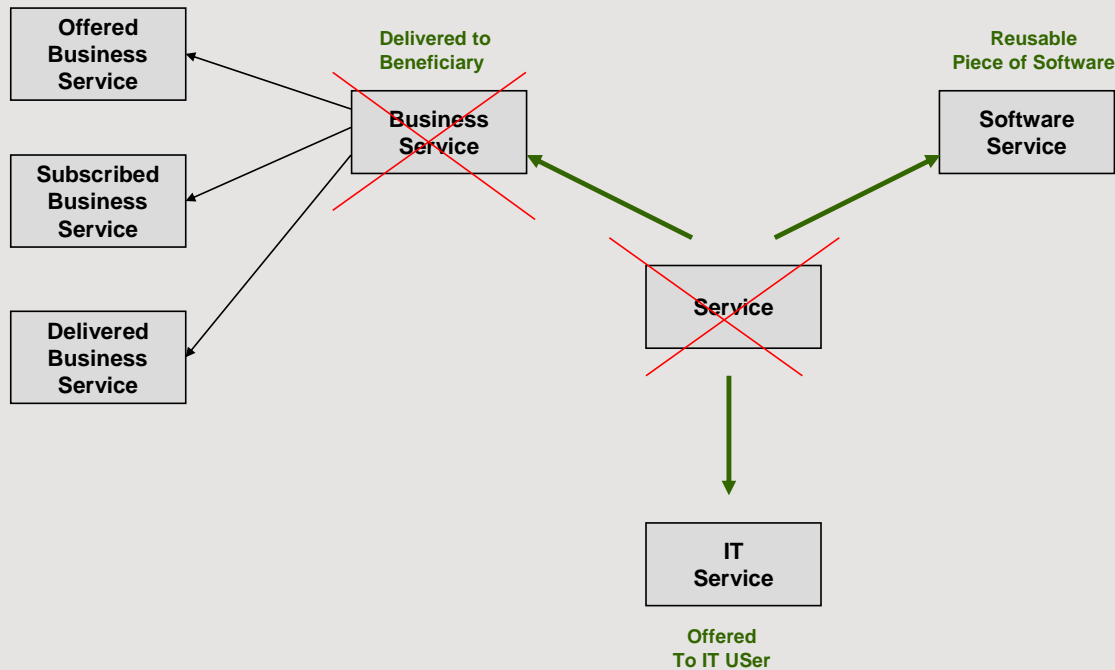 Offered
Business
Service
Delivered to
Beneficiary
Reusable
Piece of Software
Business
Service
Software
Service
Subscribed
Business
Service
Service
Delivered
Business
Service
IT
Service
Offered
To IT USer